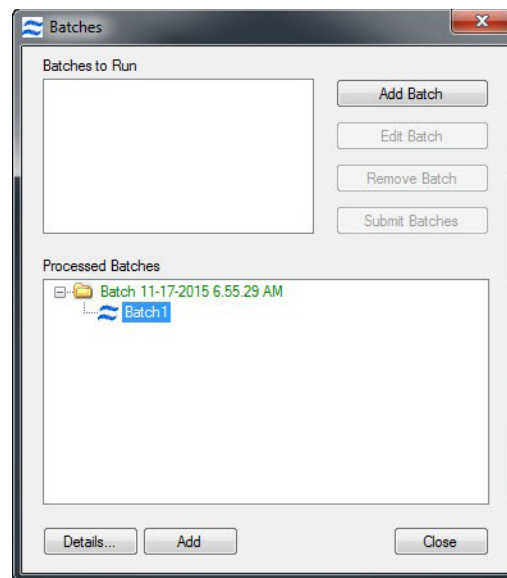 Batches
Batches to Run
Add Batch
Edit Batch
Remove Batch
Submit Batches
Processed Batches
Batch 11-17-2015 6.55.29 AM
Batch1
Details... Add Close